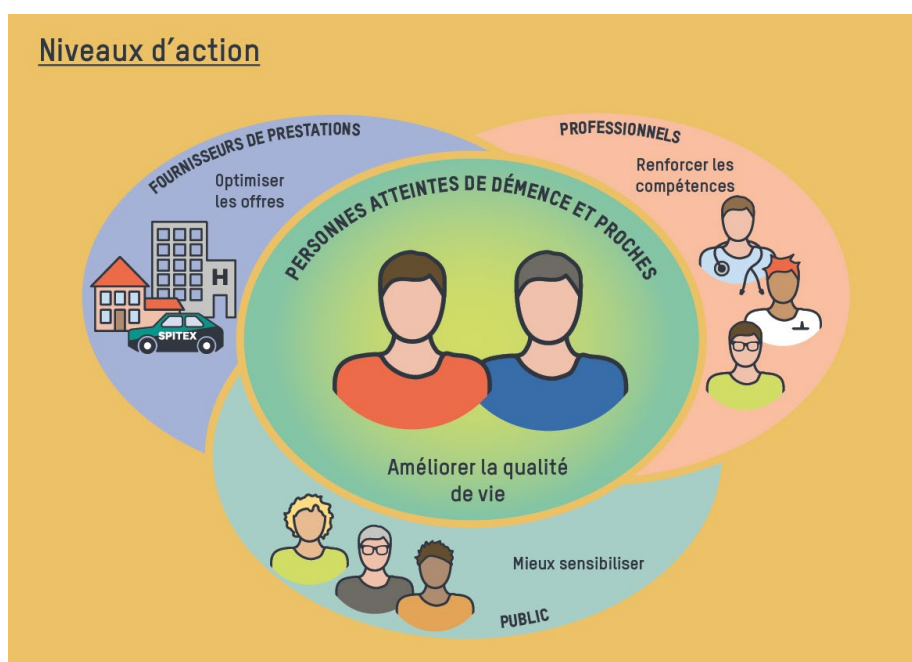 Niveaux d’action
FOURNISSEURS DE PRESTATIONS
Optimiser
les offres
H
SPITEX
PROFESSIONNELS
Renforcer les
compétences
PERSONNES ATTEINTES DE DÉMENCE ET PROCHES
Améliorer la qualité
de vie
Mieux sensibiliser
PUBLIC